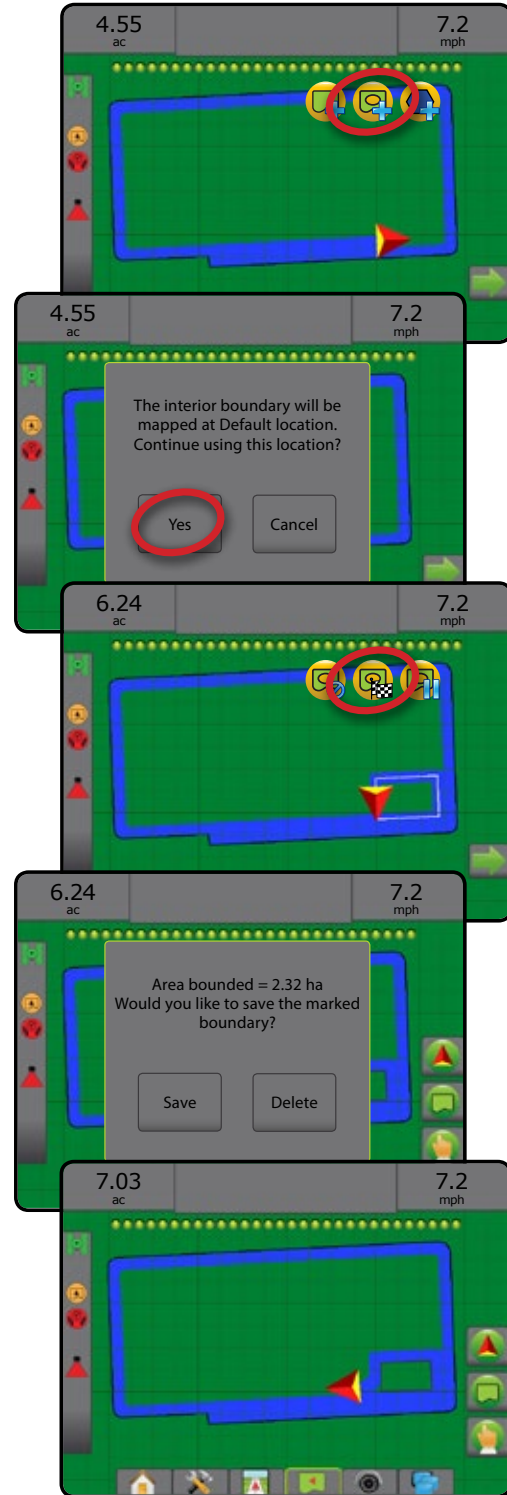 4.55
ac
7.2
mph
4.55
ac
7.2
mph
The interior boundary will be
mapped at Default location.
Continue using this location?
Yes
Cancel
6.24
ac
7.2
mph
6.24
ac
7.2
mph
Area bounded = 2.32 ha
Would you like to save the marked
boundary?
Save
Delete
7.03
ac
7.2
mph